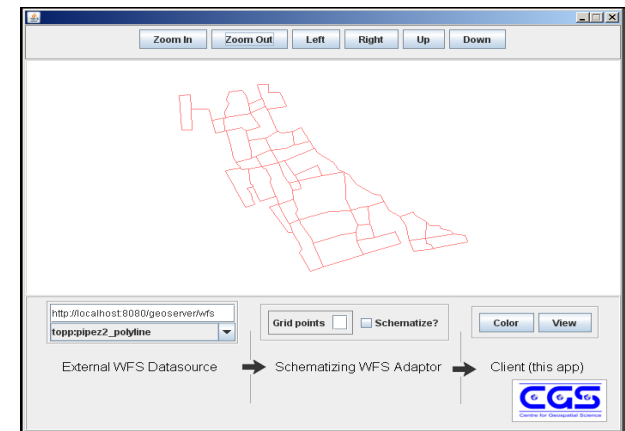 Zoom In Zoom Out Left Right Up Down
http://localhost:8080/geoserver/wfs
topp:pipez2_polyline
Grid points Schematize?
Color View
External WFS Datasource Schematizing WFS Adaptor Client (this app)
CGS
Centre for Geospatial Science